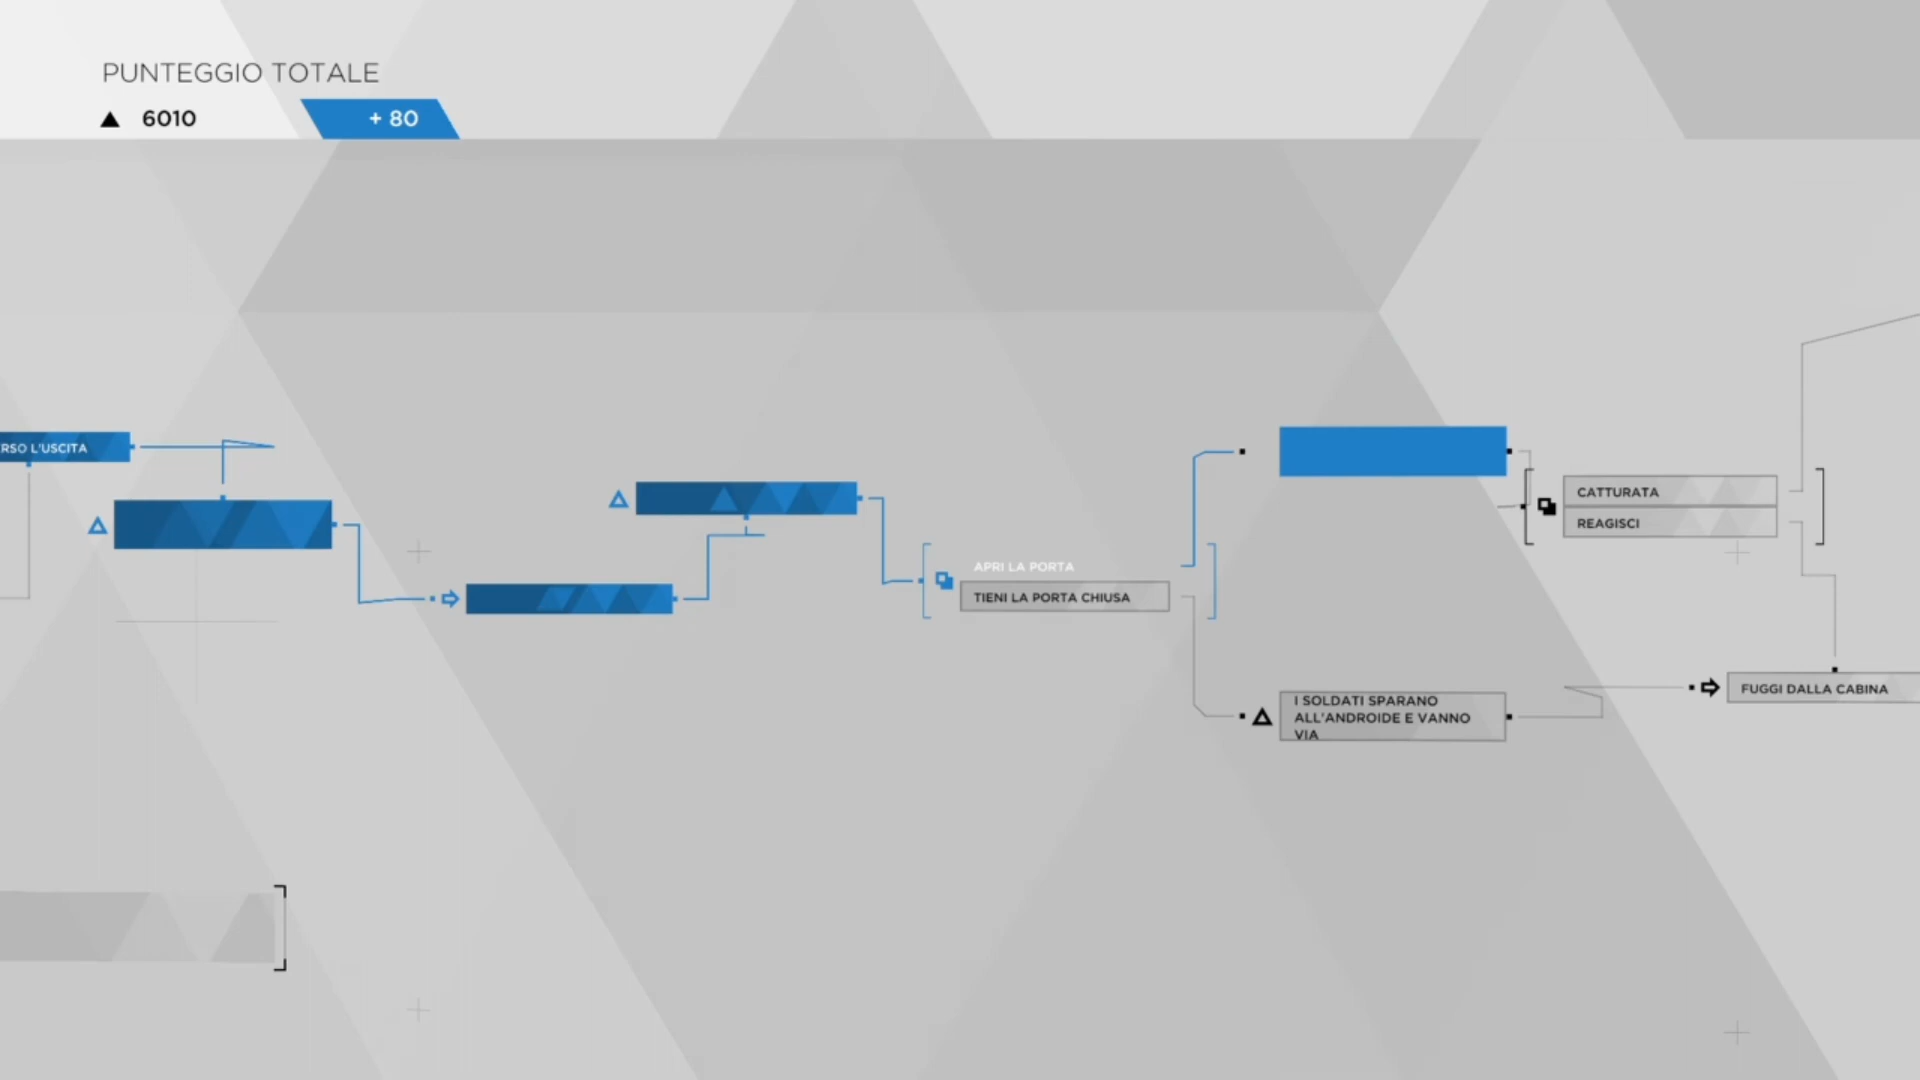 PUNTEGGIO TOTALE
6010
+ 80
RSO L'USCITA
APRI LA PORTA
TIENI LA PORTA CHIUSA
CATTURATA
REAGISCI
I SOLDATI SPARANO
ALL'ANDROIDE E VANNO
VIA
FUGGI DALLA CABINA